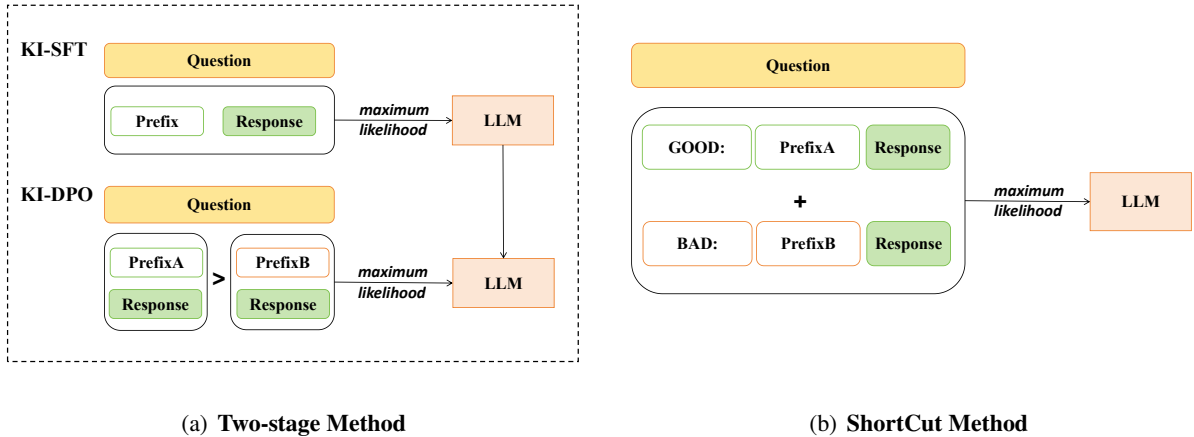 KI-SFT
Question
Prefix Response
maximum
likelihood
LLM
KI-DPO
Question
PrefixA > PrefixB
Response Response
maximum
likelihood
LLM
(a) Two-stage Method
Question
GOOD: PrefixA Response
+
BAD: PrefixB Response
maximum
likelihood
LLM
(b) ShortCut Method